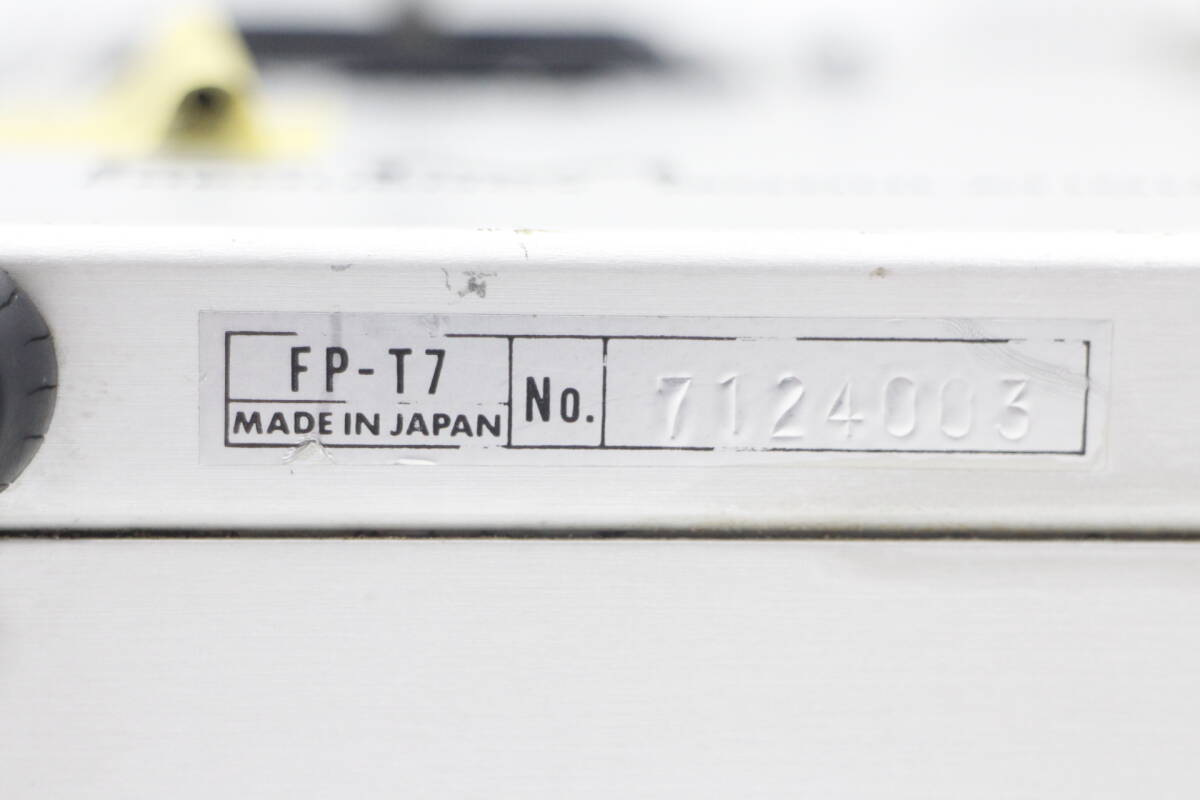 FP-T7
MADE IN JAPAN
No. 7124003